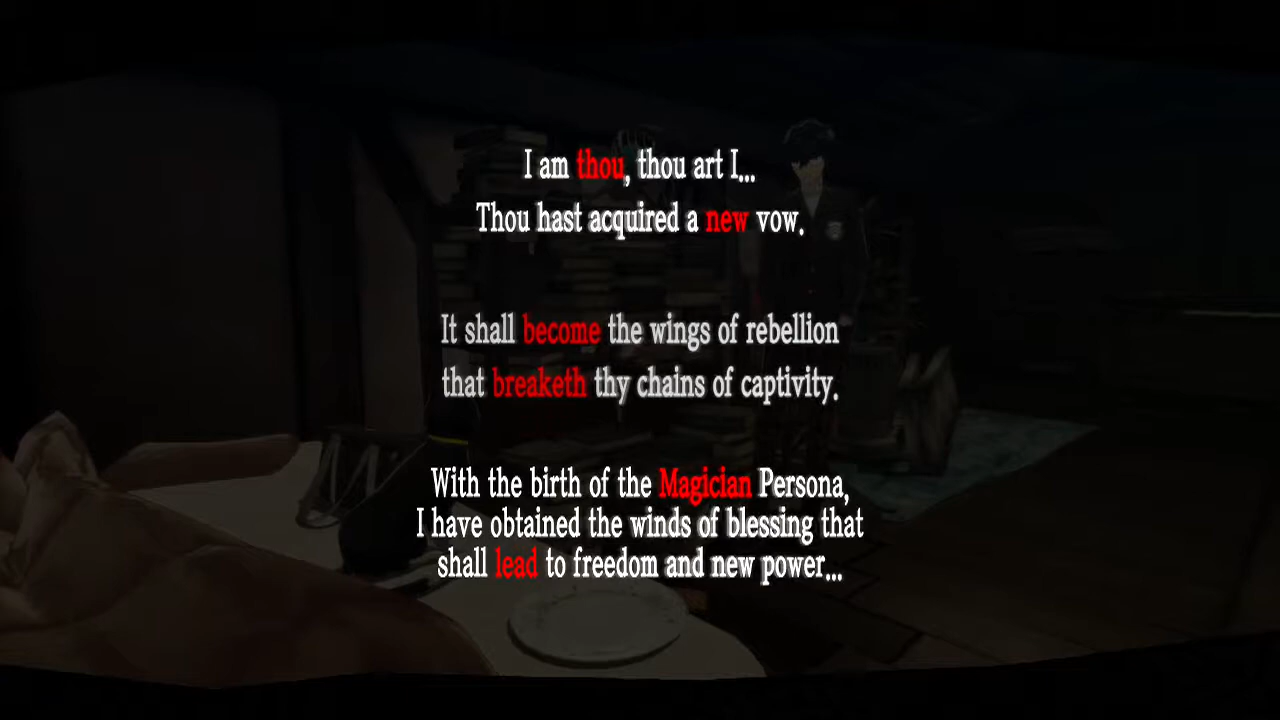 I am thou, thou art I...
Thou hast acquired a new vow.
It shall become the wings of rebellion
that breaketh thy chains of captivity.
With the birth of the Magician Persona,
I have obtained the winds of blessing that
shall lead to freedom and new power...